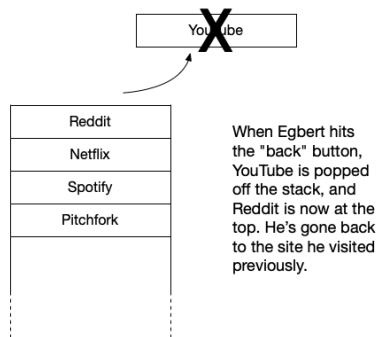 YouTube
Reddit
Netflix
Spotify
Pitchfork
When Egbert hits
the "back" button,
YouTube is popped
off the stack, and
Reddit is now at the
top. He's gone back
to the site he visited
previously.